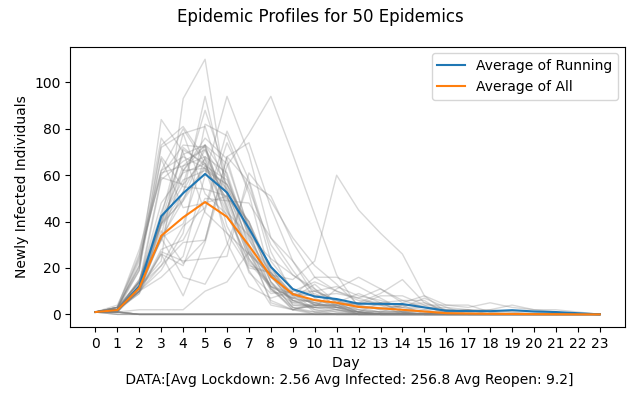 Epidemic Profiles for 50 Epidemics
Average of Running
Average of All
Newly Infected Individuals
100
80
60
40
20
0
0 1 2 3 4 5 6 7 8 9 10 11 12 13 14 15 16 17 18 19 20 21 22 23
Day
DATA:[Avg Lockdown: 2.56 Avg Infected: 256.8 Avg Reopen: 9.2]